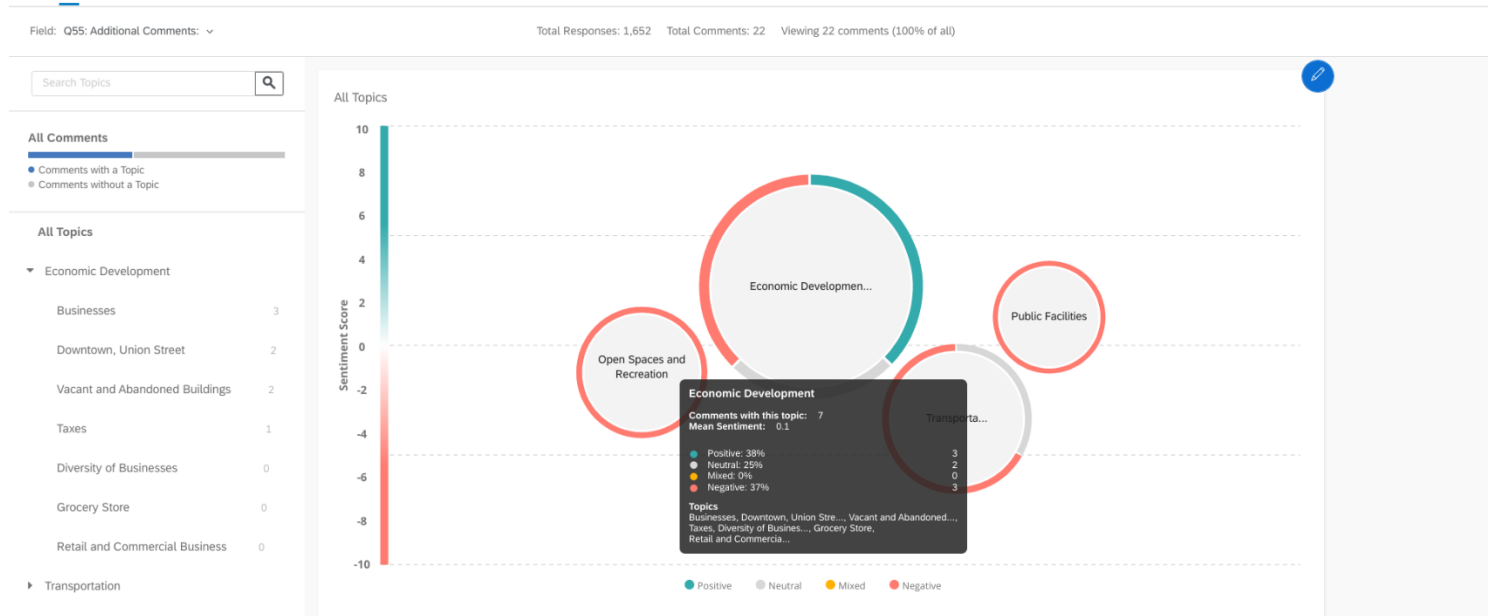 Field: Q55: Additional Comments:
Total Responses: 1,652 Total Comments: 22 Viewing 22 comments (100% of all)
Search Topics
All Comments
Comments with a Topic
Comments without a Topic
All Topics
Economic Development
Businesses 3
Downtown, Union Street 2
Vacant and Abandoned Buildings 2
Taxes 1
Diversity of Businesses 0
Grocery Store 0
Retail and Commercial Business 0
Transportation
All Topics
Sentiment Score
10
8
6
4
2
0
-2
-4
-6
-8
-10
Economic Developmen...
Public Facilities
Open Spaces and
Recreation
Transporta...
Economic Development
Comments with this topic: 7
Mean Sentiment: 0.1
Positive: 38% 3
Neutral: 25% 2
Mixed: 0% 0
Negative: 37% 3
Topics
Businesses, Downtown, Union Stre..., Vacant and Abandoned...,
Taxes, Diversity of Busines..., Grocery Store,
Retail and Commercia...
Positive Neutral Mixed Negative